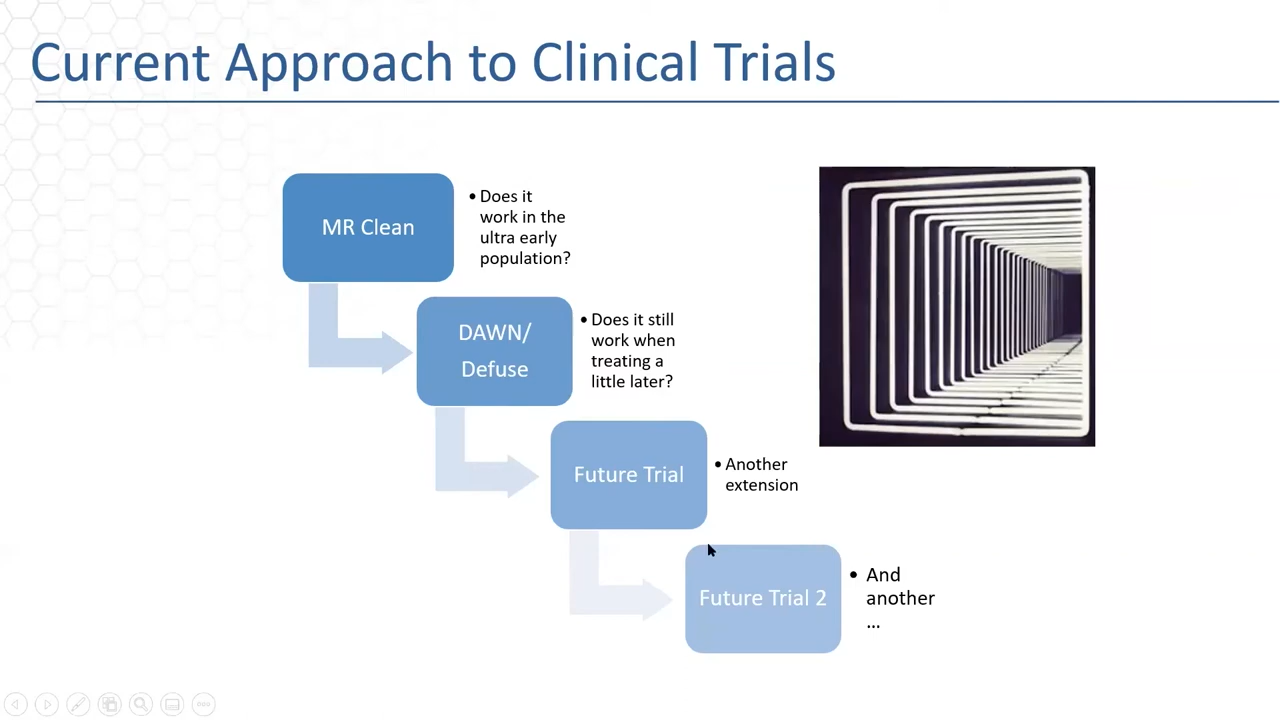 Current Approach to Clinical Trials
MR Clean
• Does it
work in the
ultra early
population?
DAWN/
Defuse
• Does it still
work when
treating a
little later?
Future Trial
• Another
extension
Future Trial 2
• And
another
...